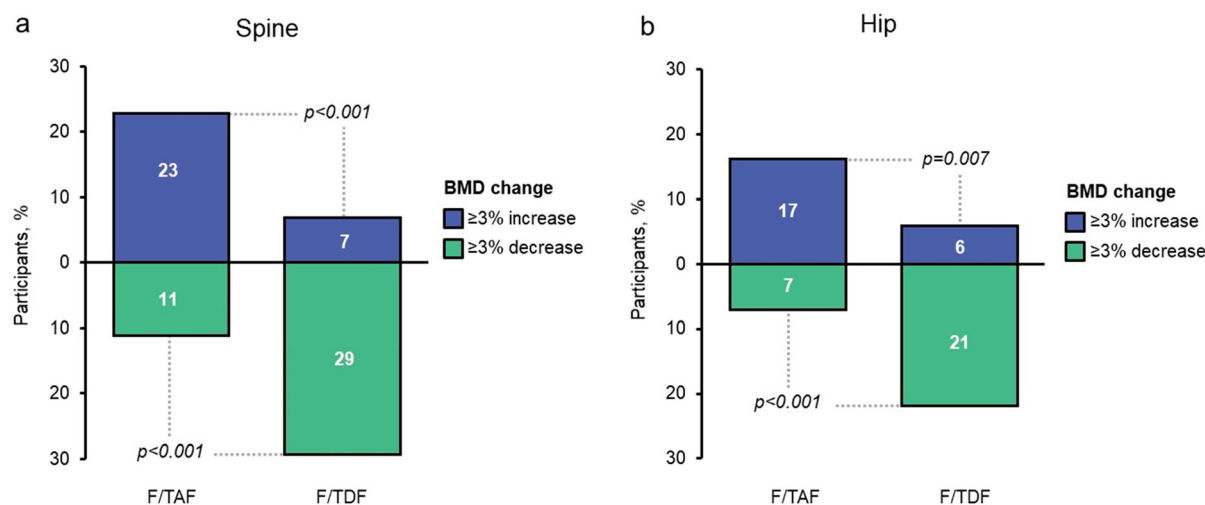 a
Spine
Participants, %
30
20
10
0
10
20
30
23
11
7
29
p<0.001
p<0.001
F/TAF
F/TDF
BMD change
≥3% increase
≥3% decrease
b
Hip
Participants, %
30
20
10
0
10
20
30
17
7
6
21
p=0.007
p<0.001
F/TAF
F/TDF
BMD change
≥3% increase
≥3% decrease